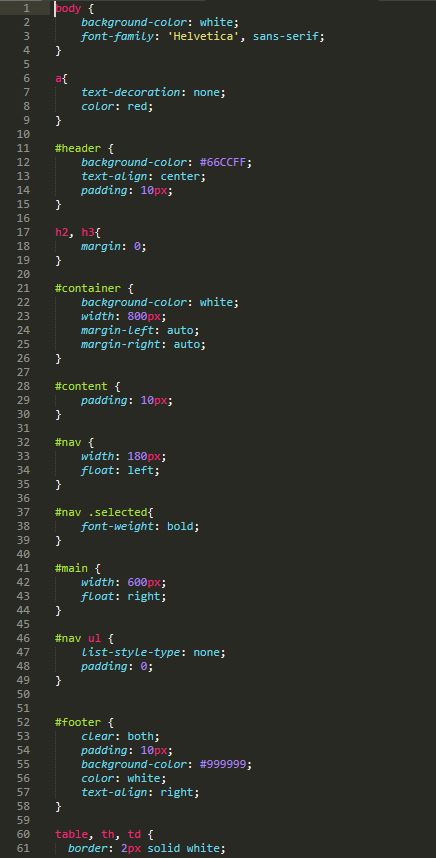 1 body {
2     background-color: white;
3     font-family: 'Helvetica', sans-serif;
4 }
5
6 a{
7     text-decoration: none;
8     color: red;
9 }
10
11 #header {
12     background-color: #66CCFF;
13     text-align: center;
14     padding: 10px;
15 }
16
17 h2, h3{
18     margin: 0;
19 }
20
21 #container {
22     background-color: white;
23     width: 800px;
24     margin-left: auto;
25     margin-right: auto;
26 }
27
28 #content {
29     padding: 10px;
30 }
31
32 #nav {
33     width: 180px;
34     float: left;
35 }
36
37 #nav .selected{
38     font-weight: bold;
39 }
40
41 #main {
42     width: 600px;
43     float: right;
44 }
45
46 #nav ul {
47     list-style-type: none;
48     padding: 0;
49 }
50
51
52 #footer {
53     clear: both;
54     padding: 10px;
55     background-color: #999999;
56     color: white;
57     text-align: right;
58 }
59
60 table, th, td {
61   border: 2px solid white;